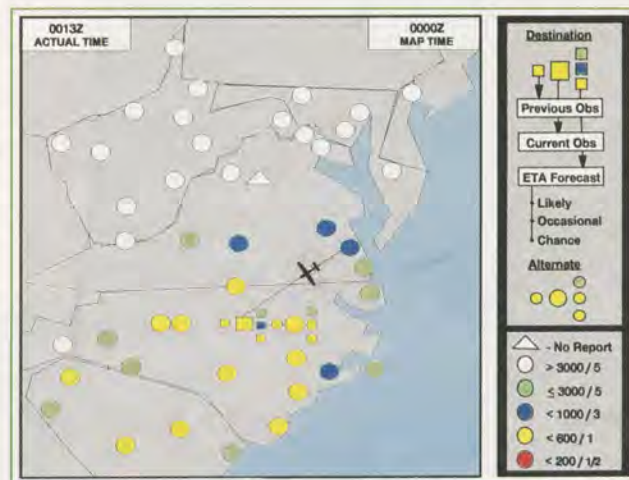 0013Z
ACTUAL TIME
0000Z
MAP TIME
Destination
Previous Obs
Current Obs
ETA Forecast
Likely
Occasional
Chance
Alternate
- No Report
> 3000 / 5
≤ 3000 / 5
< 1000 / 3
< 600 / 1
< 200 / 1/2